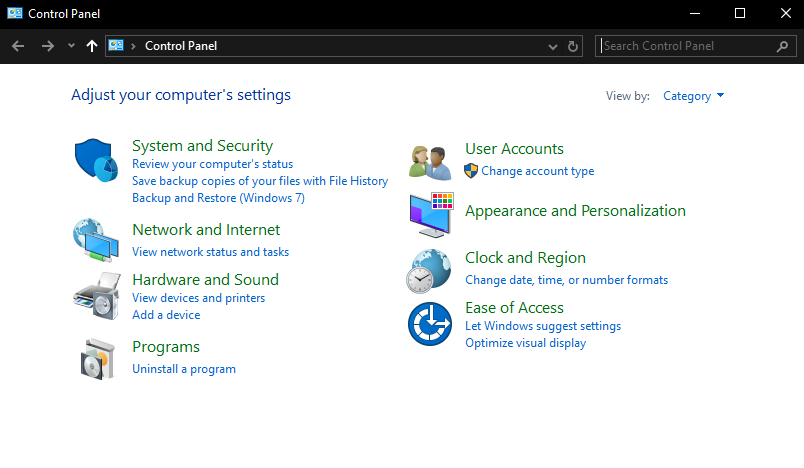 Control Panel
Control Panel
Search Control Panel
Adjust your computer's settings
View by:
Category
System and Security
Review your computer's status
Save backup copies of your files with File History
Backup and Restore (Windows 7)
Network and Internet
View network status and tasks
Hardware and Sound
View devices and printers
Add a device
Programs
Uninstall a program
User Accounts
Change account type
Appearance and Personalization
Clock and Region
Change date, time, or number formats
Ease of Access
Let Windows suggest settings
Optimize visual display